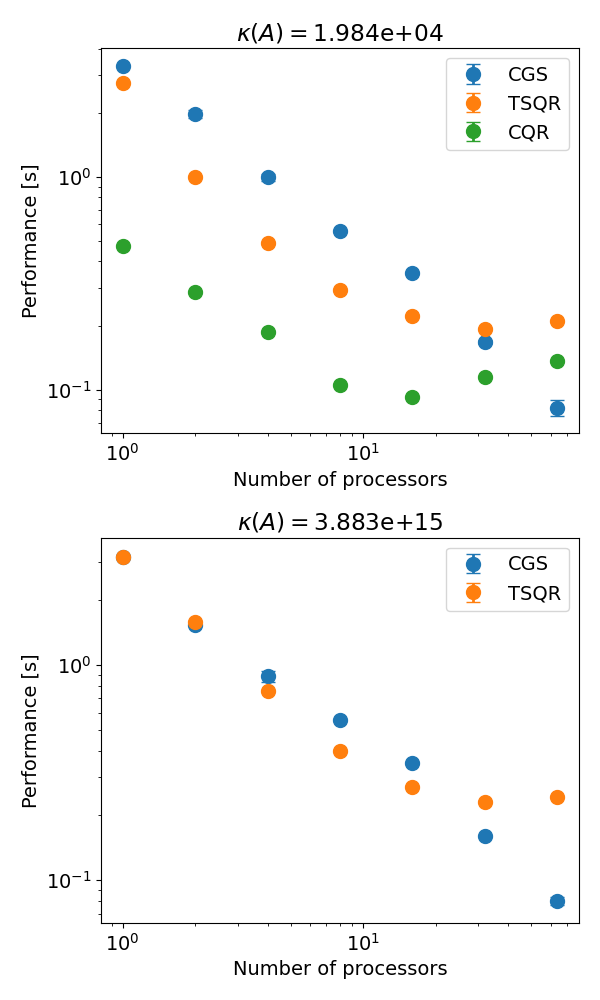 κ(A) = 1.984e+04
CGS
TSQR
CQR
10⁰
10⁻¹
Performance [s]
10⁰ 10¹
Number of processors
κ(A) = 3.883e+15
CGS
TSQR
10⁰
10⁻¹
Performance [s]
10⁰ 10¹
Number of processors